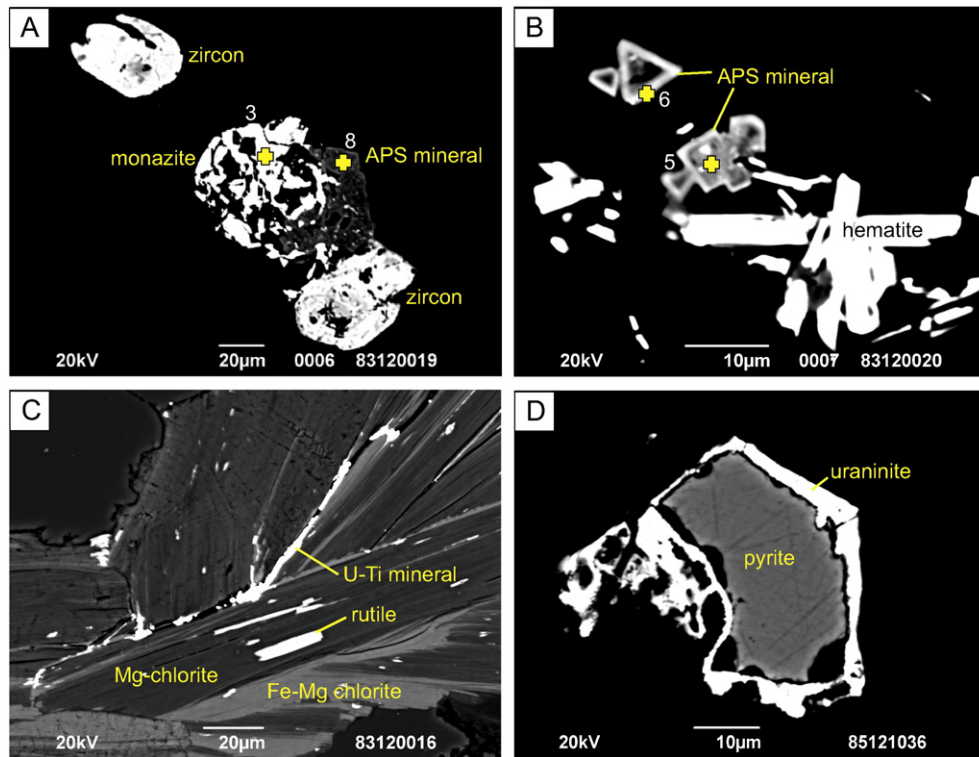 A
zircon
3
8
monazite
APS mineral
zircon
20kV
20µm
0006
83120019
B
APS mineral
6
5
hematite
20kV
10µm
0007
83120020
C
U-Ti mineral
rutile
Mg-chlorite
Fe-Mg chlorite
20kV
20µm
83120016
D
uraninite
pyrite
20kV
10µm
85121036